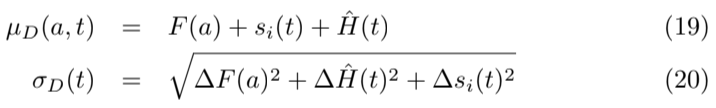 μ_D(a, t) = F(a) + s_i(t) + Ĥ(t) (19)
σ_D(t) = √(ΔF(a)² + ΔĤ(t)² + Δs_i(t)²) (20)